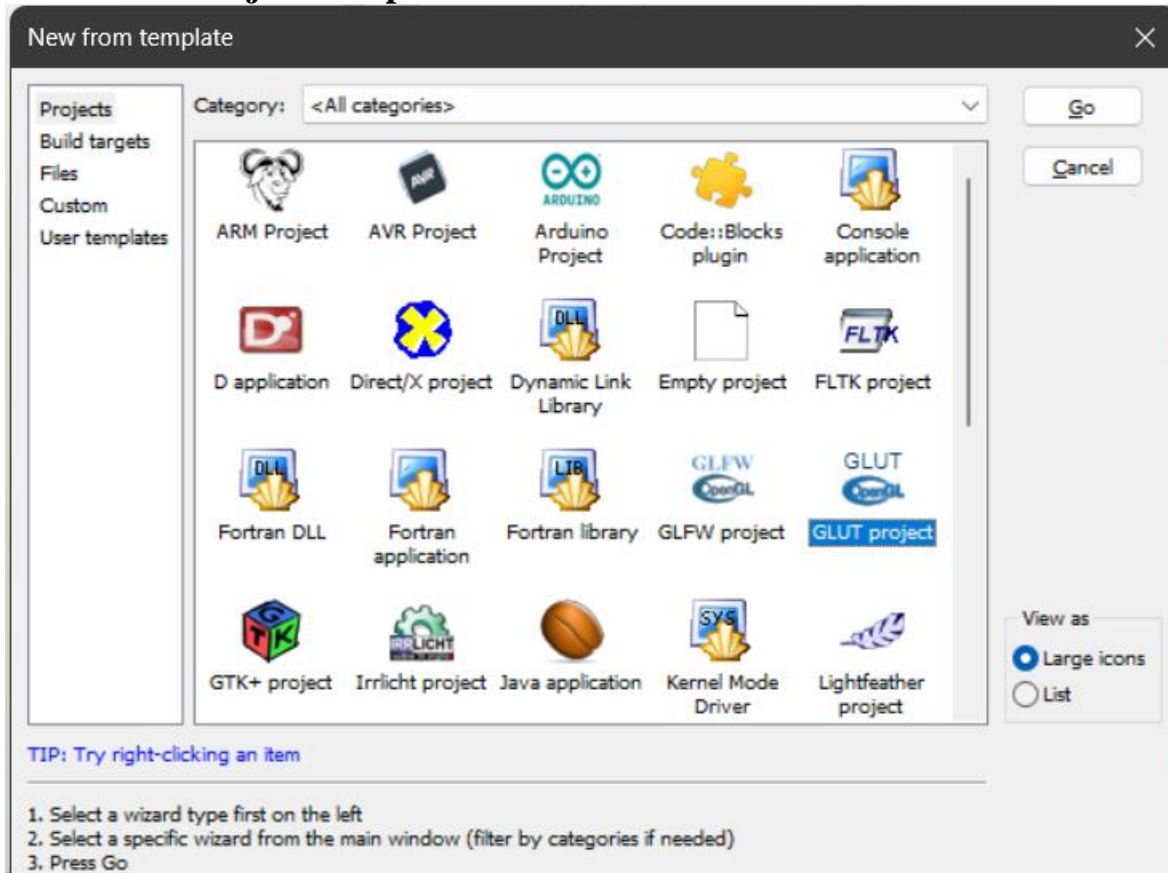 New from template
Projects
Build targets
Files
Custom
User templates
Category: <All categories>
Go
Cancel
AVR
ARDUINO
ARM Project AVR Project Arduino Project Code::Blocks plugin Console application
D
DLL
FLTK
D application Direct/X project Dynamic Link Library Empty project FLTK project
DLL
LIB
GLFW OpenGL
GLUT OpenGL
Fortran DLL Fortran application Fortran library GLFW project GLUT project
GTK
IRRLICHT
SYS
GTK+ project Irrlicht project Java application Kernel Mode Driver Lightfeather project
View as
Large icons
List
TIP: Try right-clicking an item
1. Select a wizard type first on the left
2. Select a specific wizard from the main window (filter by categories if needed)
3. Press Go